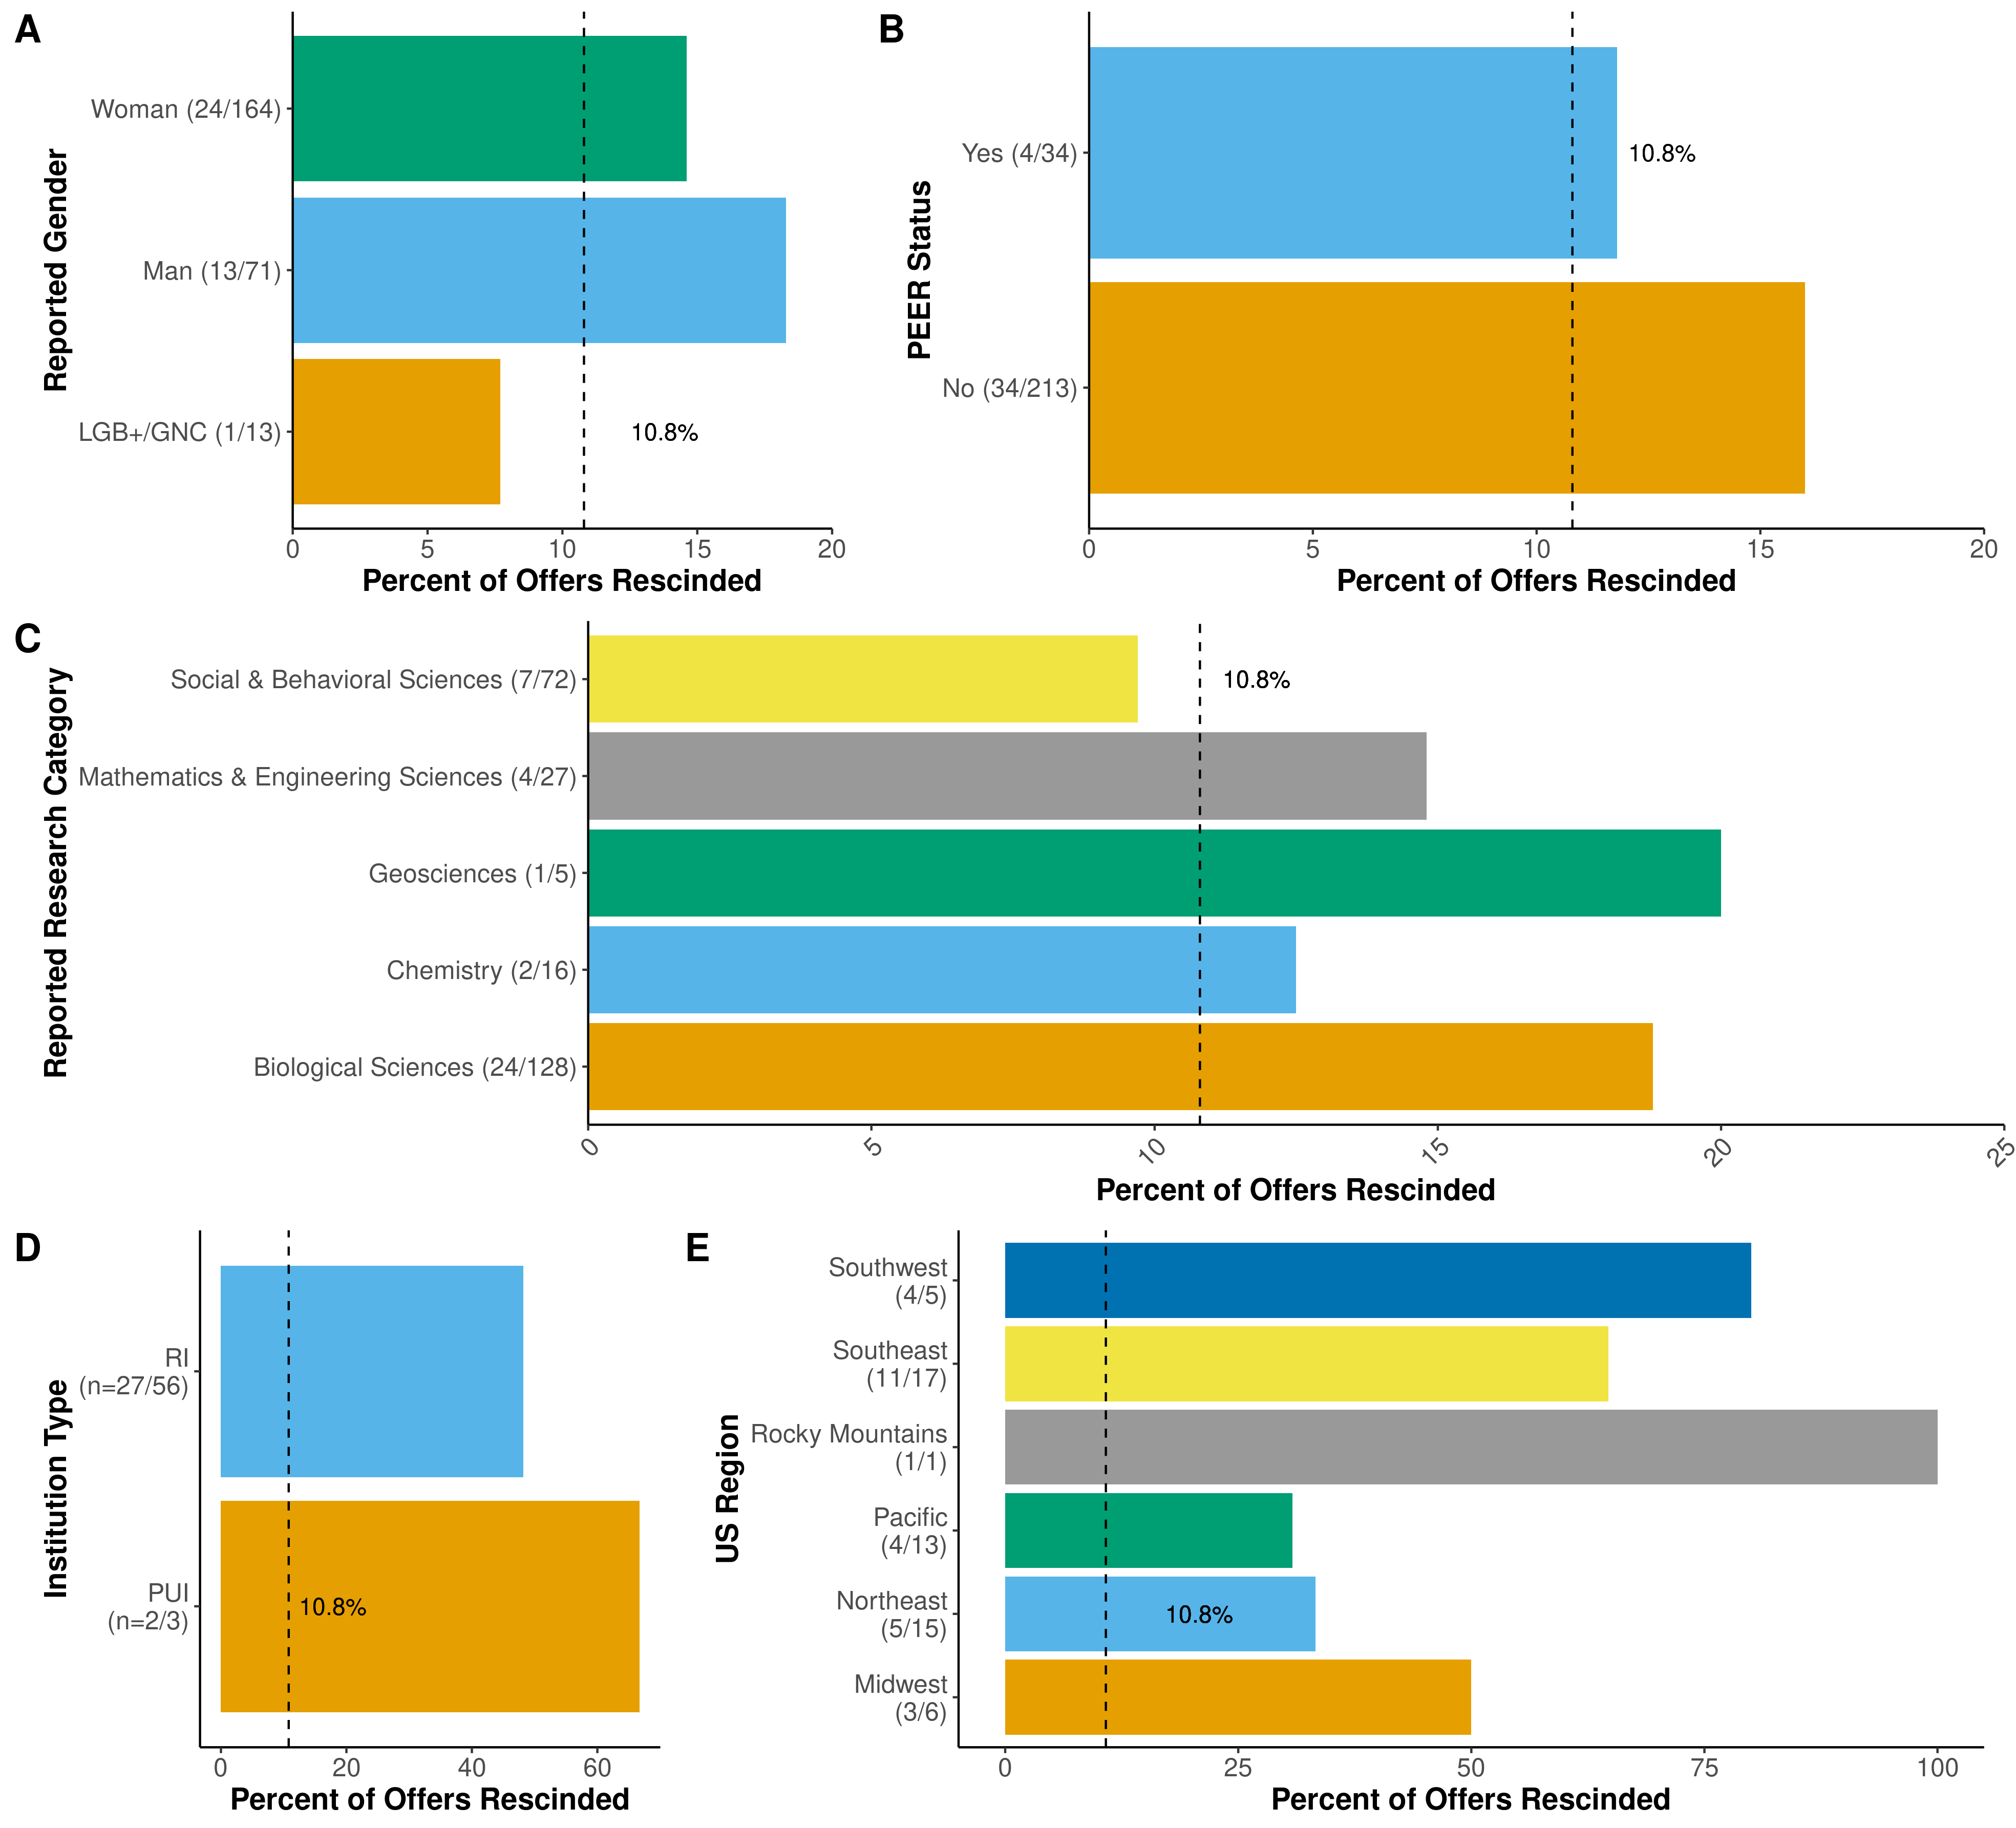 A
Reported Gender
Woman (24/164)
Man (13/71)
LGB+/GNC (1/13)
10.8%
0 5 10 15 20
Percent of Offers Rescinded
B
PEER Status
Yes (4/34)
10.8%
No (34/213)
0 5 10 15 20
Percent of Offers Rescinded
C
Reported Research Category
Social & Behavioral Sciences (7/72)
10.8%
Mathematics & Engineering Sciences (4/27)
Geosciences (1/5)
Chemistry (2/16)
Biological Sciences (24/128)
0 5 10 15 20 25
Percent of Offers Rescinded
D
Institution Type
RI
(n=27/56)
PUI
(n=2/3)
10.8%
0 20 40 60
Percent of Offers Rescinded
E
US Region
Southwest
(4/5)
Southeast
(11/17)
Rocky Mountains
(1/1)
Pacific
(4/13)
Northeast
(5/15)
10.8%
Midwest
(3/6)
0 25 50 75 100
Percent of Offers Rescinded